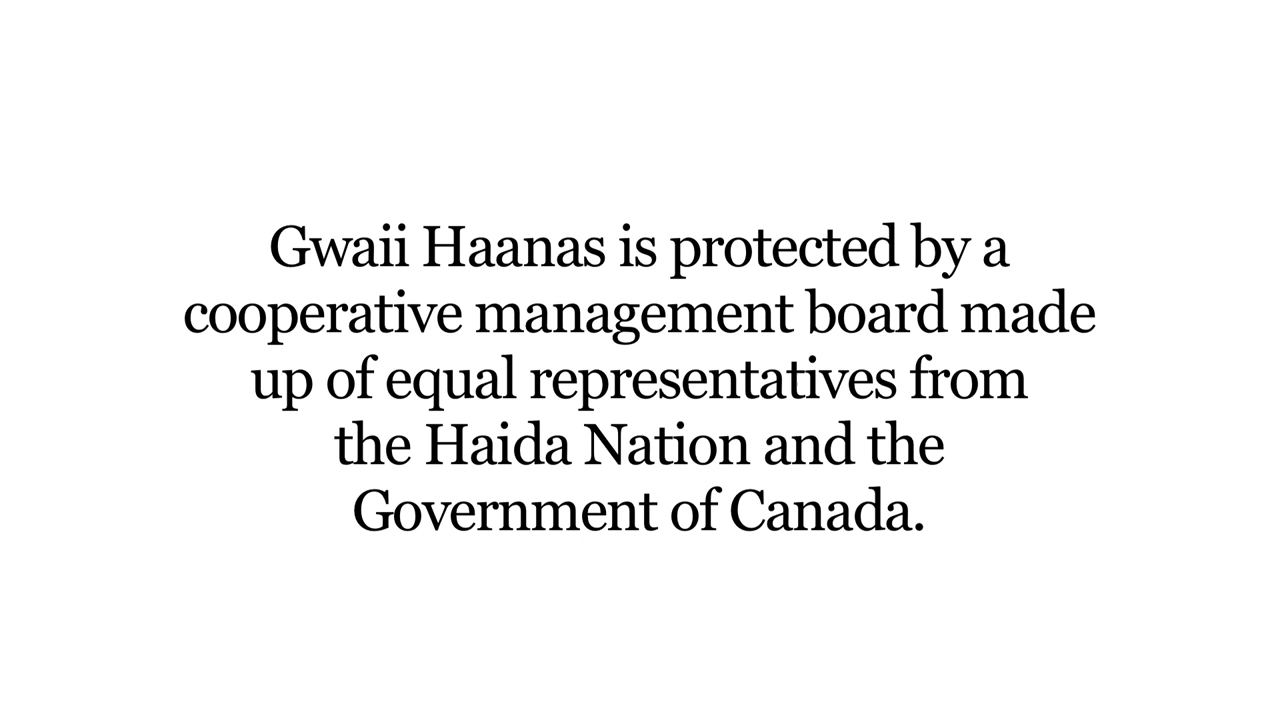 Gwaii Haanas is protected by a
cooperative management board made
up of equal representatives from
the Haida Nation and the
Government of Canada.